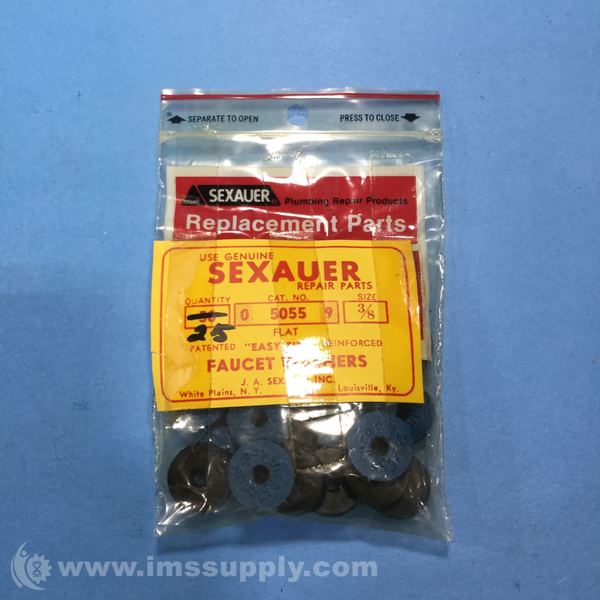 SEPARATE TO OPEN PRESS TO CLOSE
SEXAUER Plumbing Repair Products
Replacement Parts
USE GENUINE
SEXAUER
REPAIR PARTS
QUANTITY CAT. NO. SIZE
25 0 5055 9 3/8
FLAT
PATENTED REINFORCED
FAUCET
J. A. INC.
White Plains, N. Y. Louisville, Ky.
www.imssupply.com